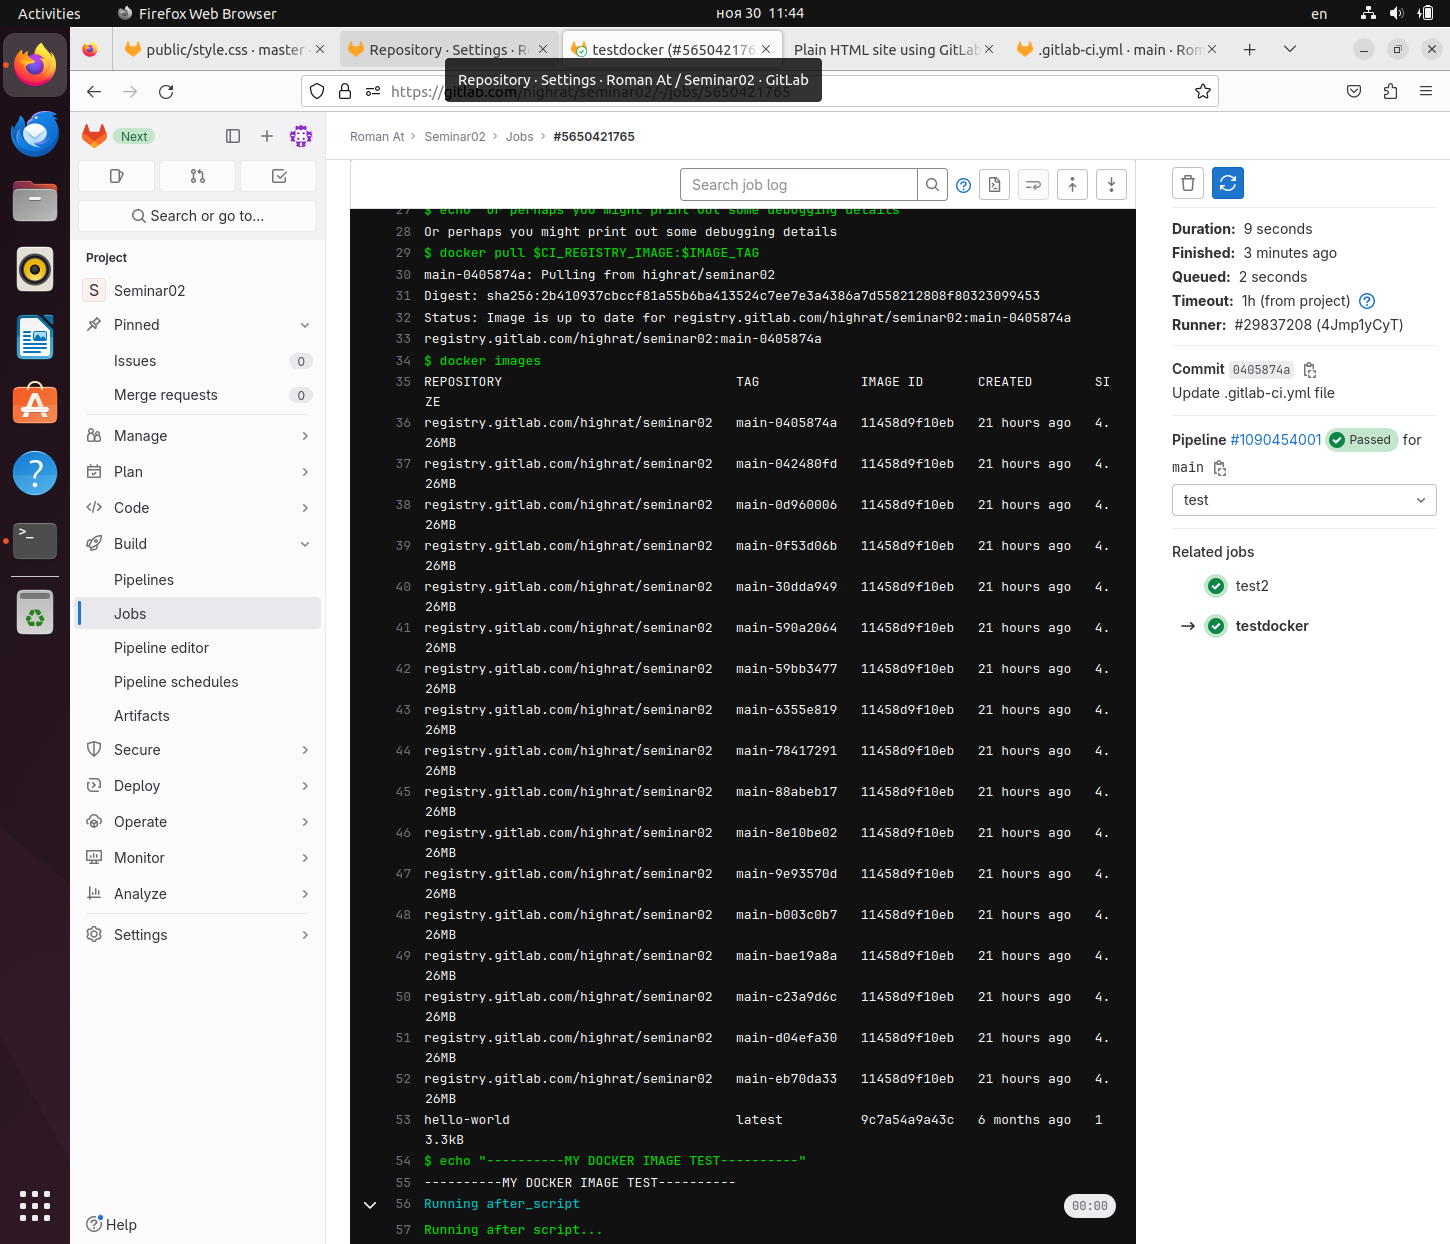 Activities
Firefox Web Browser
ноя 30 11:44
en
public/style.css · master
Repository · Settings · R
testdocker (#565042176
Plain HTML site using GitLab
.gitlab-ci.yml · main · Rom
Repository · Settings · Roman At / Seminar02 · GitLab
https://gitlab.com/highrat/seminar02/-/jobs/5650421765
Next
Roman At
Seminar02
Jobs
#5650421765
Search or go to...
Project
S Seminar02
Pinned
Issues 0
Merge requests 0
Manage
Plan
Code
Build
Pipelines
Jobs
Pipeline editor
Pipeline schedules
Artifacts
Secure
Deploy
Operate
Monitor
Analyze
Settings
Help
Search job log
27 $ echo "Or perhaps you might print out some debugging details"
28 Or perhaps you might print out some debugging details
29 $ docker pull $CI_REGISTRY_IMAGE:$IMAGE_TAG
30 main-0405874a: Pulling from highrat/seminar02
31 Digest: sha256:2b410937cbccf81a55b6ba413524c7ee7e3a4386a7d558212808f80323099453
32 Status: Image is up to date for registry.gitlab.com/highrat/seminar02:main-0405874a
33 registry.gitlab.com/highrat/seminar02:main-0405874a
34 $ docker images
35 REPOSITORY TAG IMAGE ID CREATED SI
ZE
36 registry.gitlab.com/highrat/seminar02 main-0405874a 11458d9f10eb 21 hours ago 4.
26MB
37 registry.gitlab.com/highrat/seminar02 main-042480fd 11458d9f10eb 21 hours ago 4.
26MB
38 registry.gitlab.com/highrat/seminar02 main-0d960006 11458d9f10eb 21 hours ago 4.
26MB
39 registry.gitlab.com/highrat/seminar02 main-0f53d06b 11458d9f10eb 21 hours ago 4.
26MB
40 registry.gitlab.com/highrat/seminar02 main-30dda949 11458d9f10eb 21 hours ago 4.
26MB
41 registry.gitlab.com/highrat/seminar02 main-590a2064 11458d9f10eb 21 hours ago 4.
26MB
42 registry.gitlab.com/highrat/seminar02 main-59bb3477 11458d9f10eb 21 hours ago 4.
26MB
43 registry.gitlab.com/highrat/seminar02 main-6355e819 11458d9f10eb 21 hours ago 4.
26MB
44 registry.gitlab.com/highrat/seminar02 main-78417291 11458d9f10eb 21 hours ago 4.
26MB
45 registry.gitlab.com/highrat/seminar02 main-88abeb17 11458d9f10eb 21 hours ago 4.
26MB
46 registry.gitlab.com/highrat/seminar02 main-8e10be02 11458d9f10eb 21 hours ago 4.
26MB
47 registry.gitlab.com/highrat/seminar02 main-9e93570d 11458d9f10eb 21 hours ago 4.
26MB
48 registry.gitlab.com/highrat/seminar02 main-b003c0b7 11458d9f10eb 21 hours ago 4.
26MB
49 registry.gitlab.com/highrat/seminar02 main-bae19a8a 11458d9f10eb 21 hours ago 4.
26MB
50 registry.gitlab.com/highrat/seminar02 main-c23a9d6c 11458d9f10eb 21 hours ago 4.
26MB
51 registry.gitlab.com/highrat/seminar02 main-d04efa30 11458d9f10eb 21 hours ago 4.
26MB
52 registry.gitlab.com/highrat/seminar02 main-eb70da33 11458d9f10eb 21 hours ago 4.
26MB
53 hello-world latest 9c7a54a9a43c 6 months ago 1
3.3kB
54 $ echo "----------MY DOCKER IMAGE TEST----------"
55 ----------MY DOCKER IMAGE TEST----------
56 Running after_script 00:00
57 Running after script...
Duration: 9 seconds
Finished: 3 minutes ago
Queued: 2 seconds
Timeout: 1h (from project)
Runner: #29837208 (4Jmp1yCyT)
Commit 0405874a
Update .gitlab-ci.yml file
Pipeline #1090454001 Passed for
main
test
Related jobs
test2
testdocker